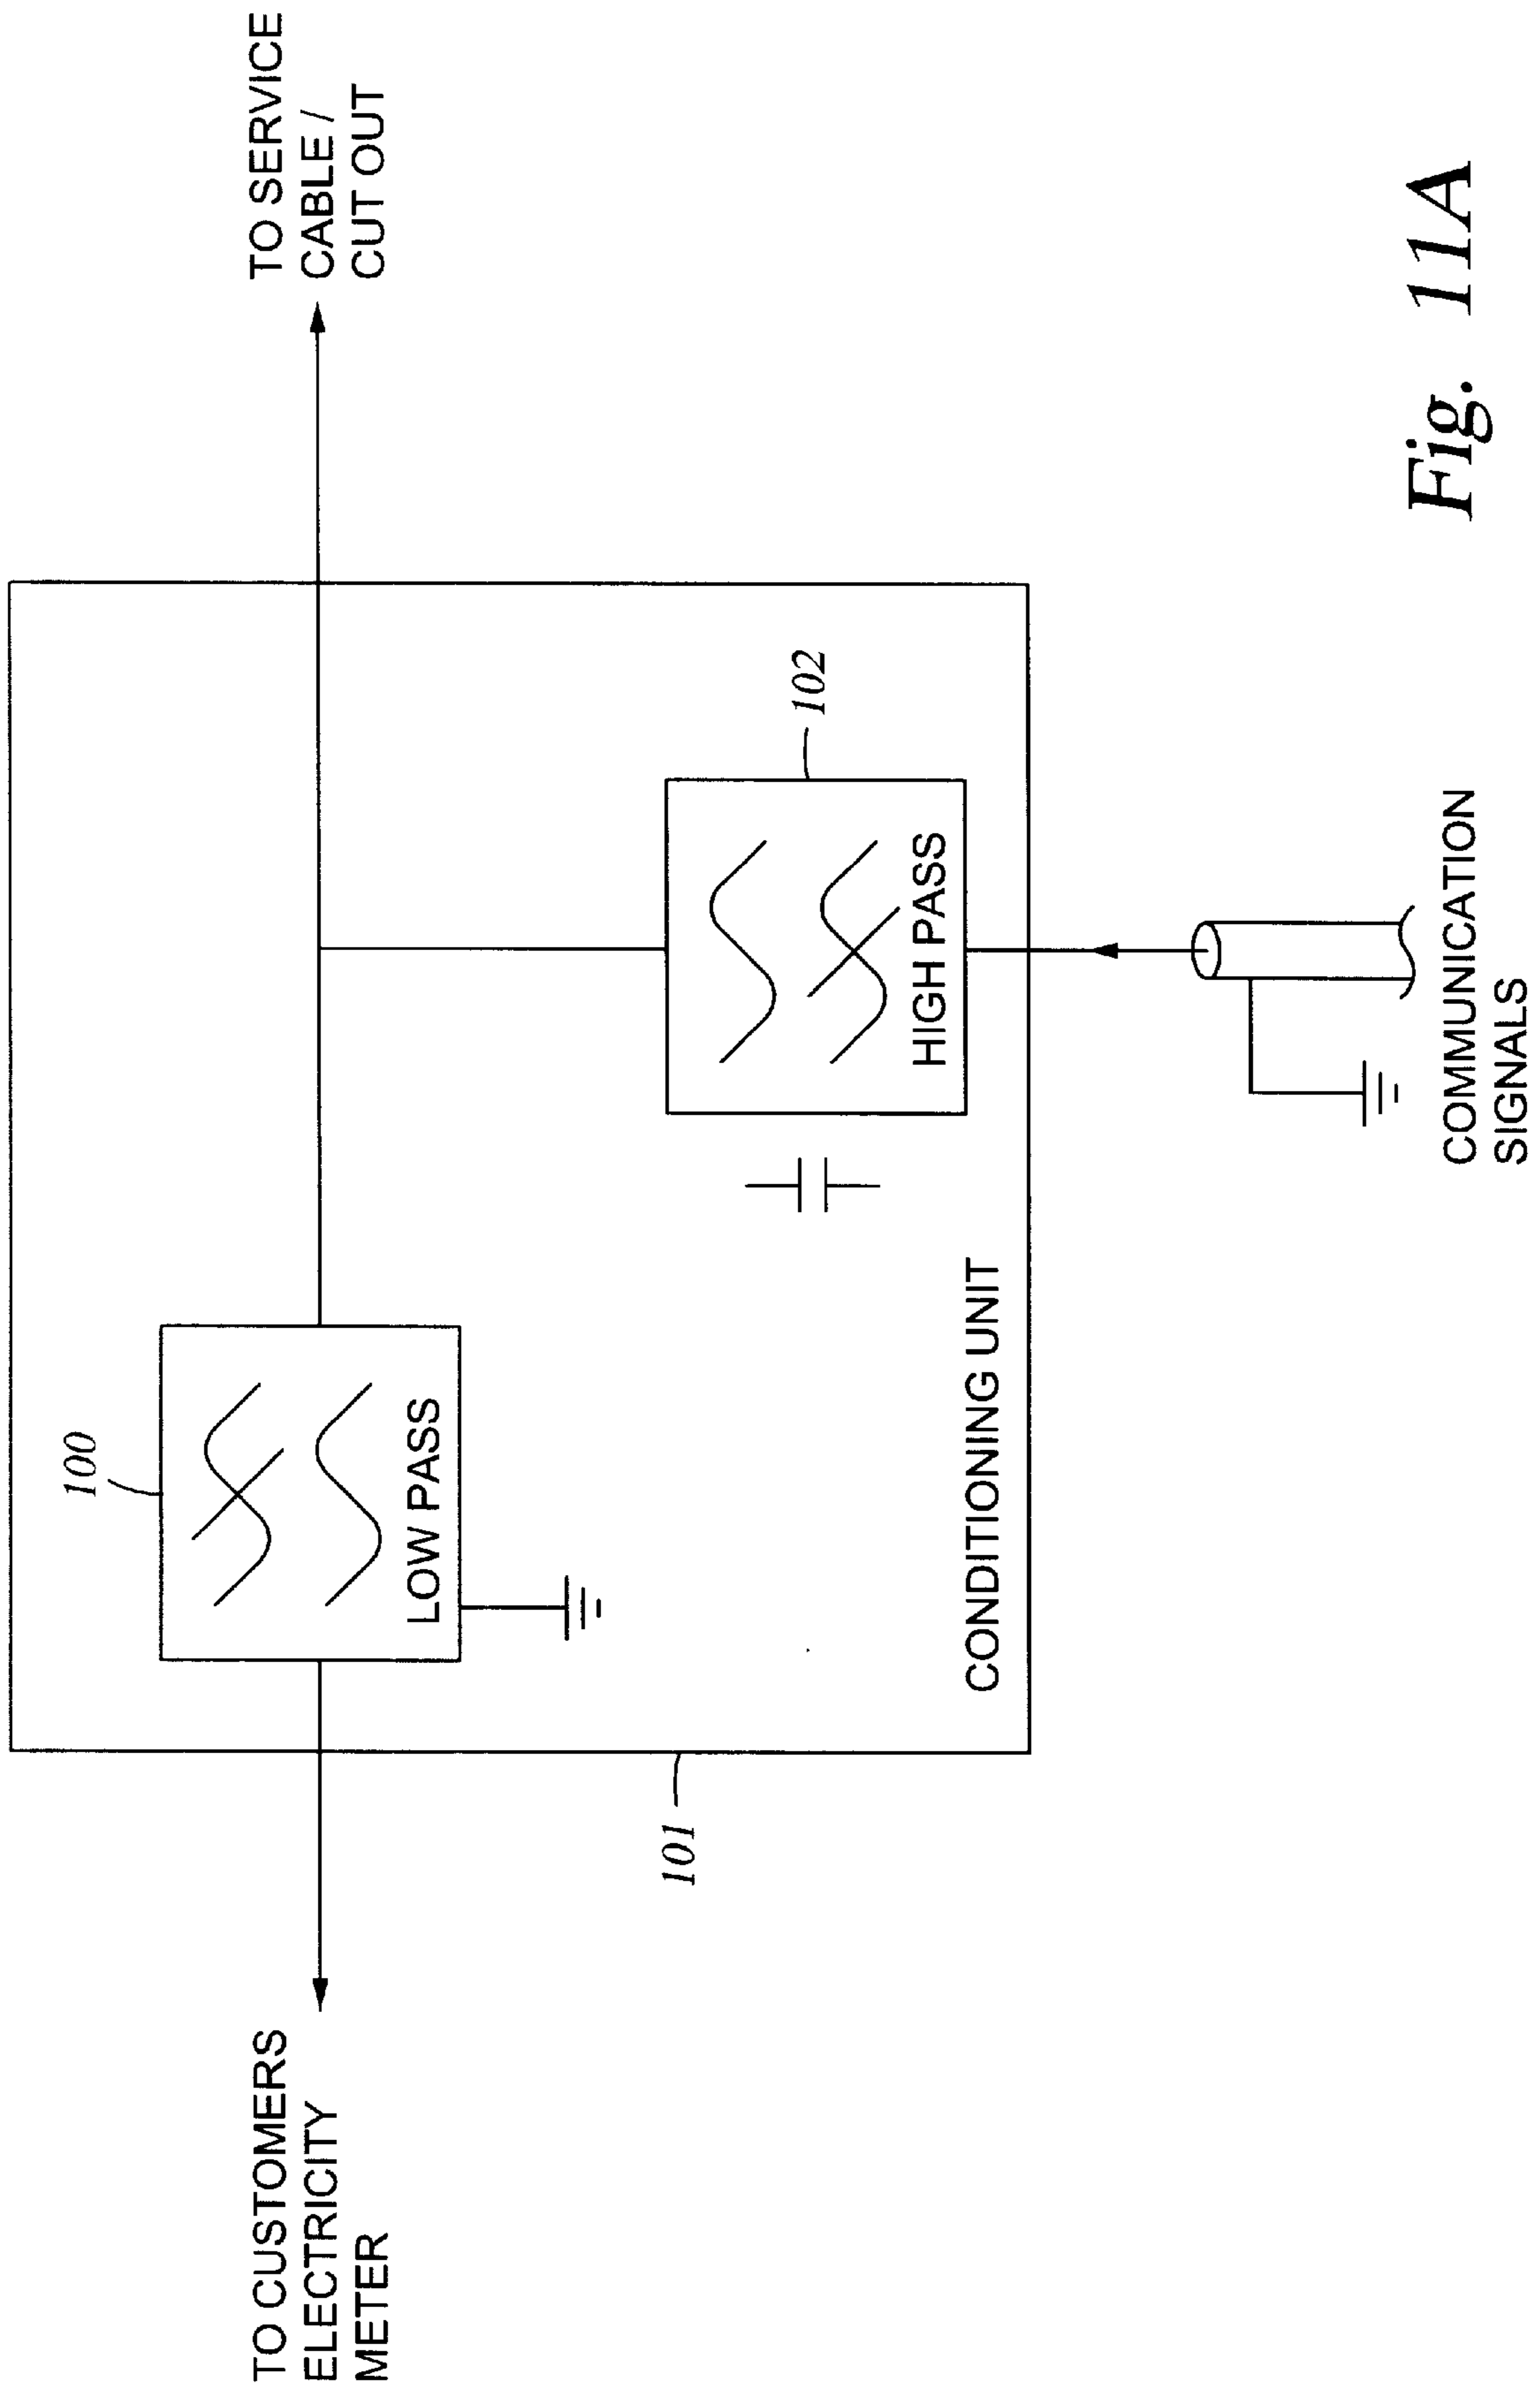 TO CUSTOMERS
ELECTRICITY
METER
100
LOW PASS
TO SERVICE
CABLE /
CUT OUT
101
102
HIGH PASS
CONDITIONING UNIT
COMMUNICATION
SIGNALS
Fig. 11A